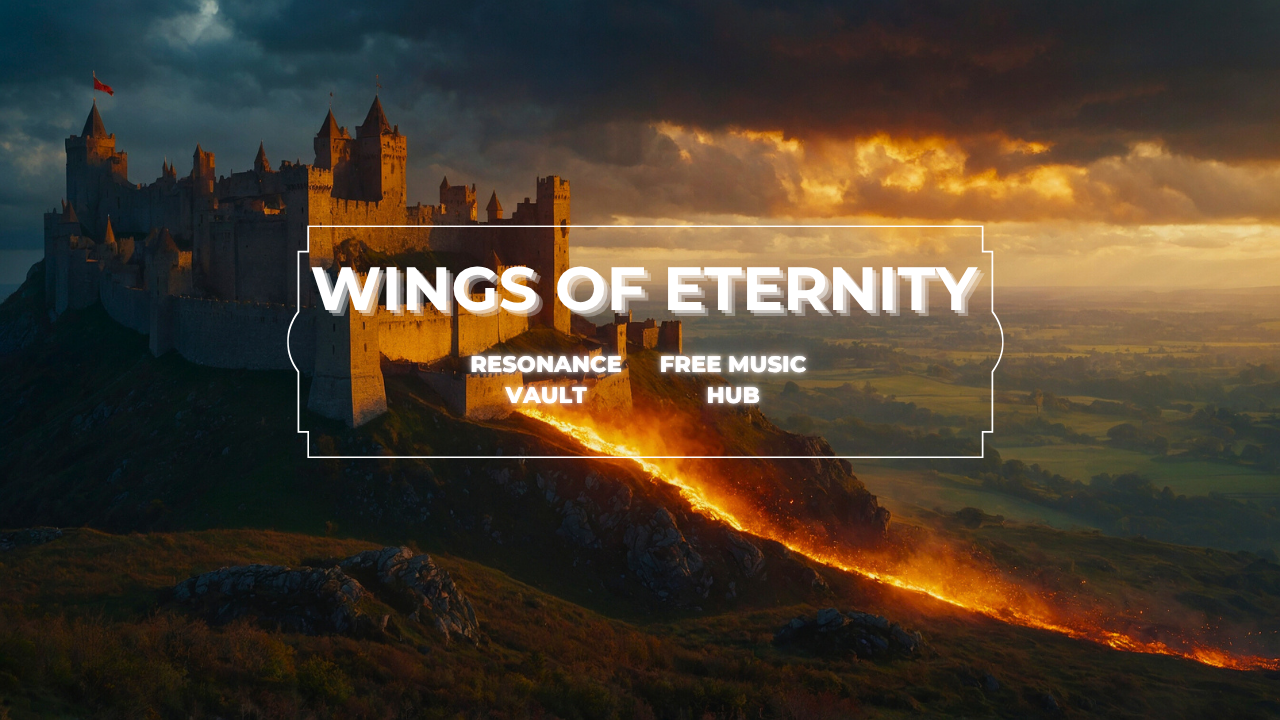 WINGS OF ETERNITY
RESONANCE
VAULT
FREE MUSIC
HUB